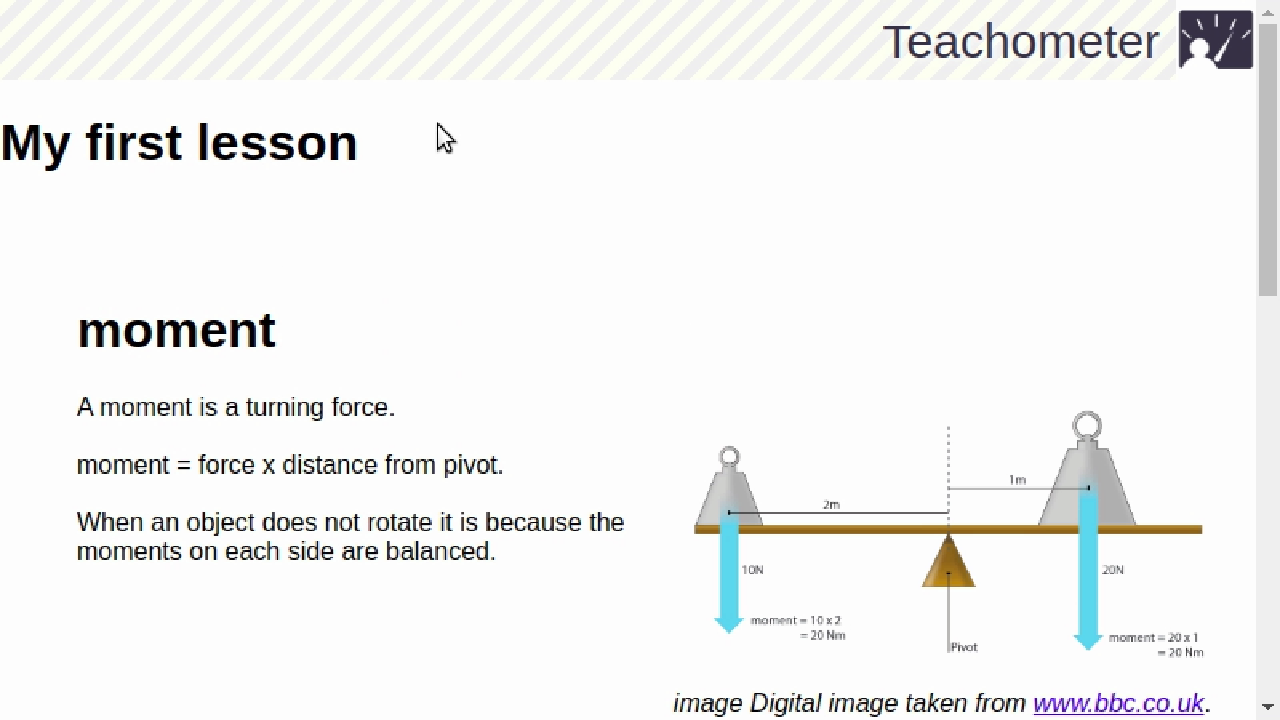 Teachometer
My first lesson
moment
A moment is a turning force.
moment = force x distance from pivot.
When an object does not rotate it is because the
moments on each side are balanced.
1m
2m
10N
20N
moment = 10 x 2
= 20 Nm
moment = 20 x 1
= 20 Nm
Pivot
image Digital image taken from www.bbc.co.uk.